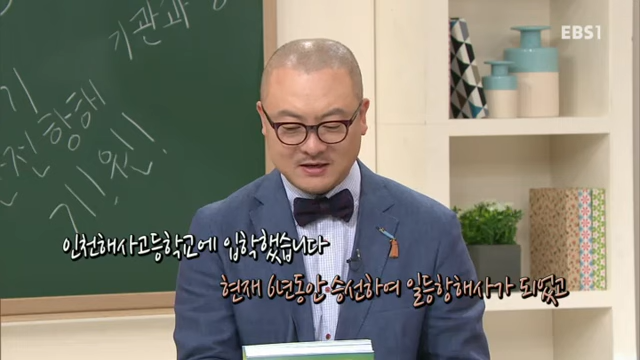 EBS1
기관과
기
전 항해
기원!
인천해사고등학교에 입학했습니다
현재 6년동안 승선하여 일등항해사가 되었고